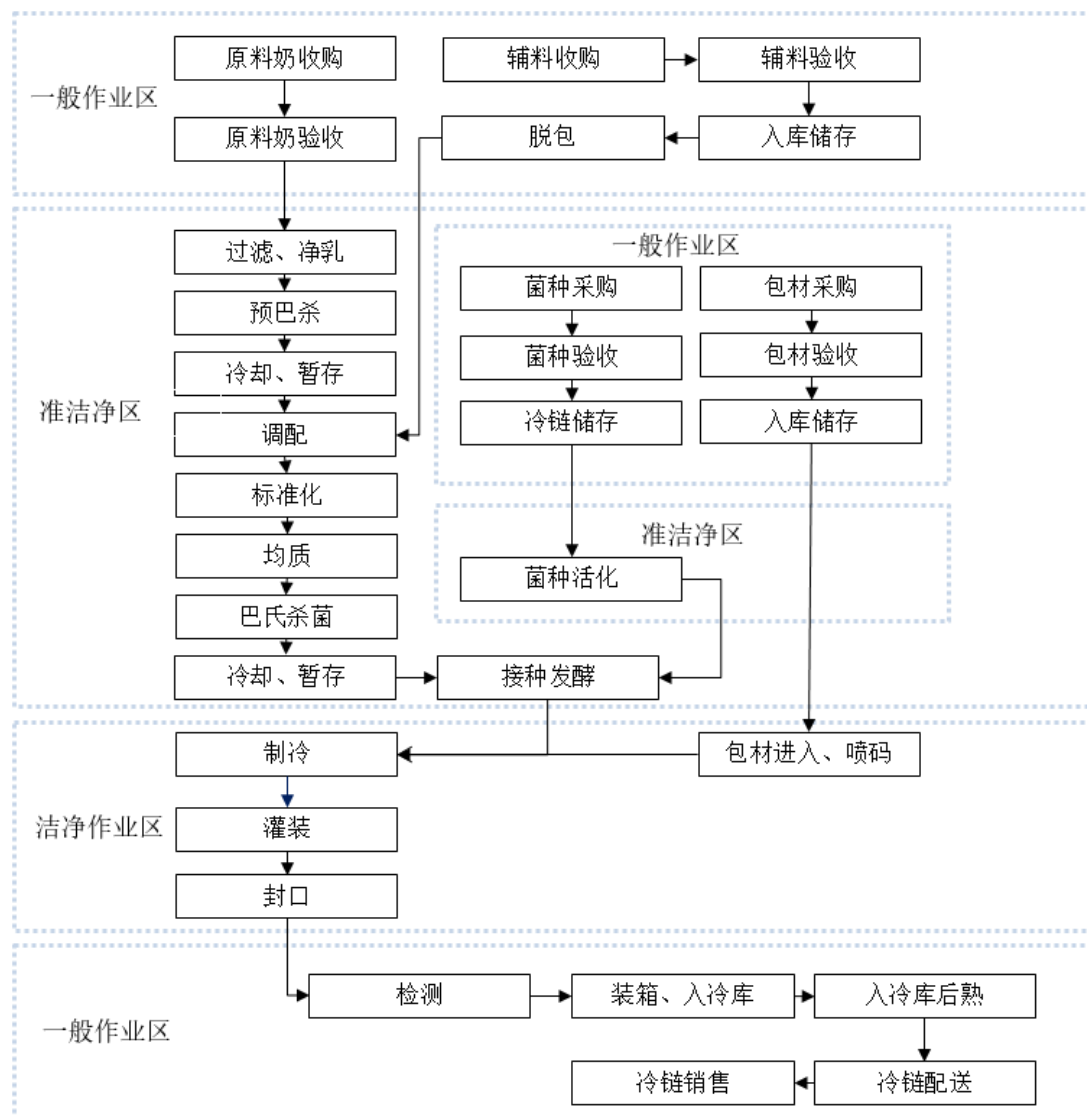 原料奶收购
辅料收购
辅料验收
一般作业区
原料奶验收
脱包
入库储存
过滤、净乳
一般作业区
菌种采购
包材采购
预巴杀
菌种验收
包材验收
冷却、暂存
准洁净区
冷链储存
入库储存
调配
标准化
准洁净区
均质
菌种活化
巴氏杀菌
冷却、暂存
接种发酵
制冷
包材进入、喷码
洁净作业区
灌装
封口
检测
装箱、入冷库
入冷库后熟
一般作业区
冷链销售
冷链配送